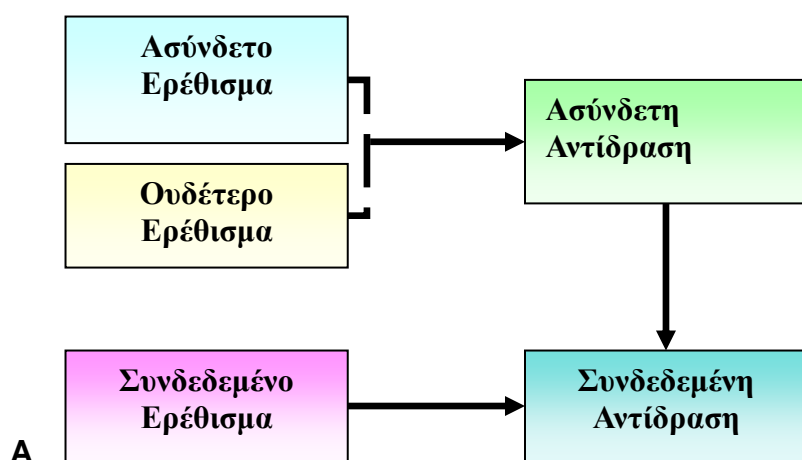 Ασύνδετο
Ερέθισμα
Ασύνδετη
Αντίδραση
Ουδέτερο
Ερέθισμα
Συνδεδεμένο
Ερέθισμα
Συνδεδεμένη
Αντίδραση
Α